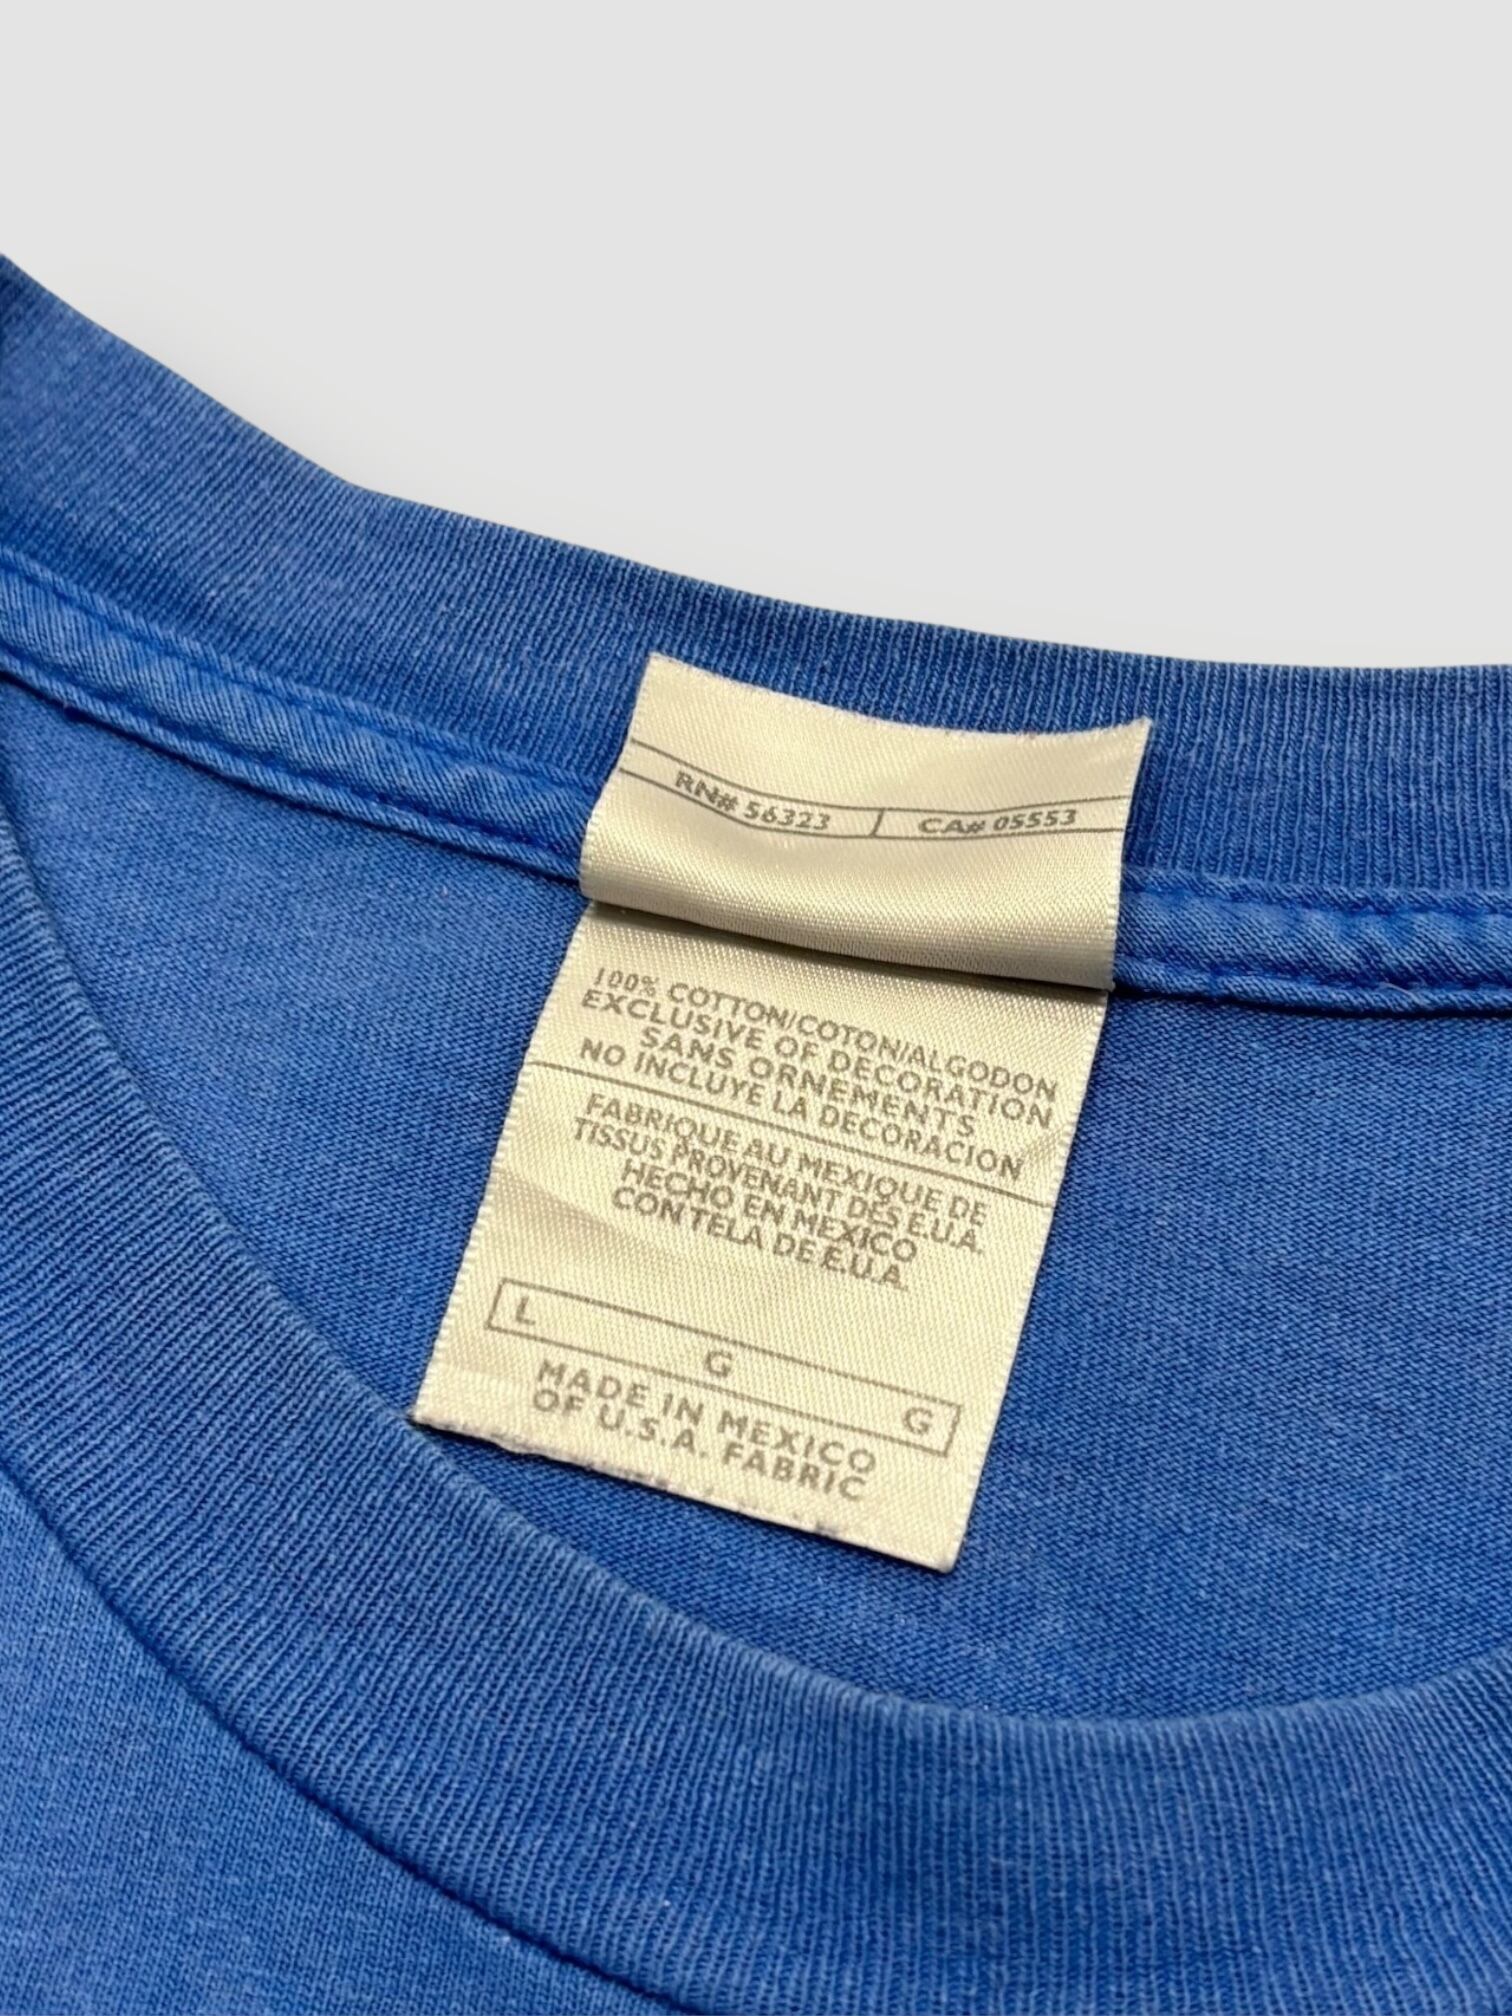 RN# 56323 | CA# 05553
100% COTTON/COTON/ALGODON
EXCLUSIVE OF DECORATION
SANS ORNEMENTS
NO INCLUYE LA DECORACION
FABRIQUE AU MEXIQUE DE
TISSUS PROVENANT DES E.U.A.
HECHO EN MEXICO
CON TELA DE E.U.A.
L G G
MADE IN MEXICO
OF U.S.A. FABRIC